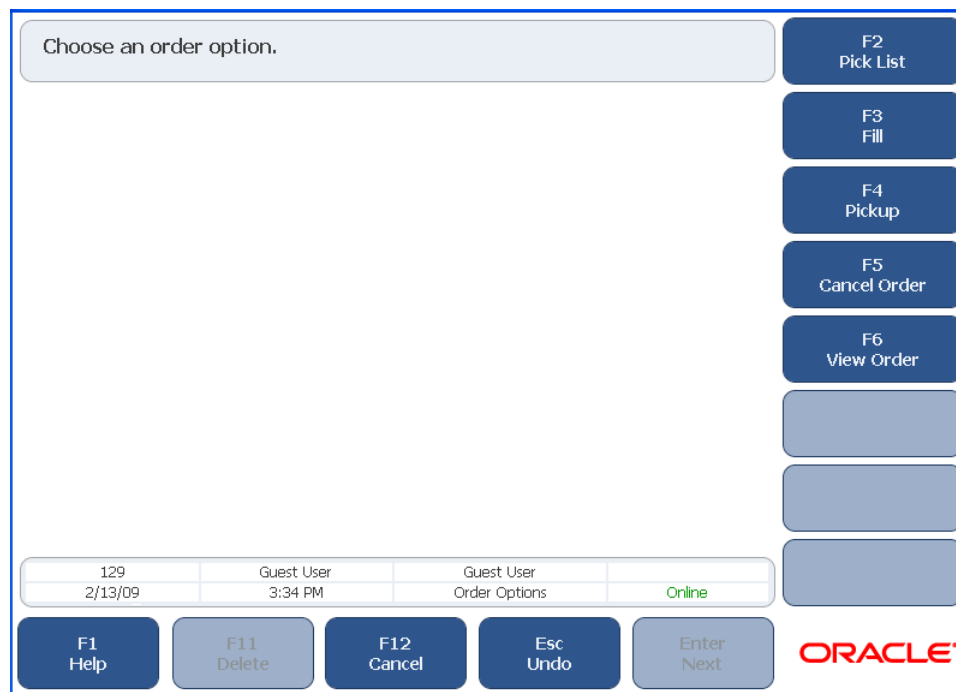 Choose an order option.
F2
Pick List
F3
Fill
F4
Pickup
F5
Cancel Order
F6
View Order
129 Guest User Guest User
2/13/09 3:34 PM Order Options Online
F1
Help
F11
Delete
F12
Cancel
Esc
Undo
Enter
Next
ORACLE